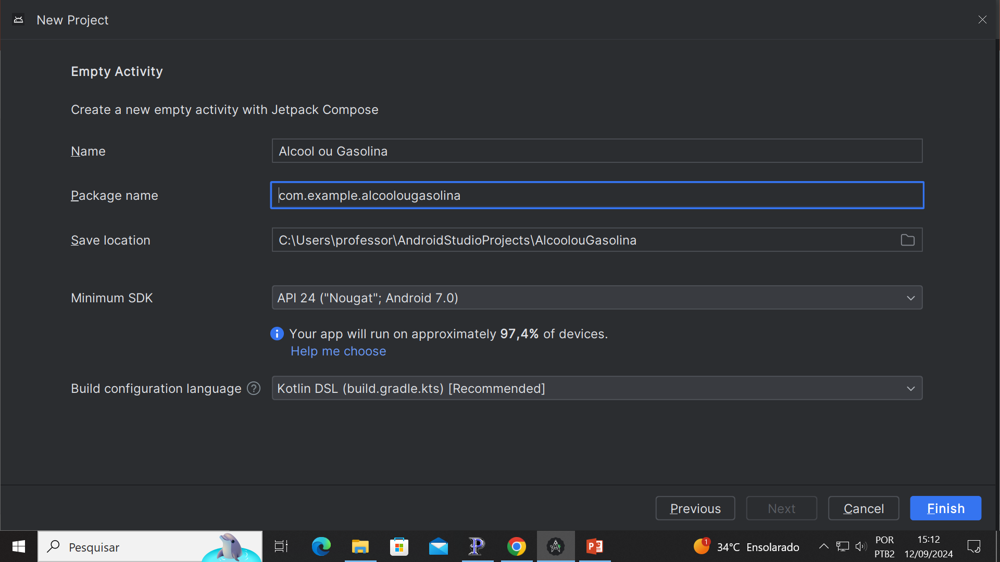 New Project
Empty Activity
Create a new empty activity with Jetpack Compose
Name
Alcool ou Gasolina
Package name
com.example.alcoolougasolina
Save location
C:\Users\professor\AndroidStudioProjects\AlcoolouGasolina
Minimum SDK
API 24 ("Nougat"; Android 7.0)
Your app will run on approximately 97,4% of devices.
Help me choose
Build configuration language ?
Kotlin DSL (build.gradle.kts) [Recommended]
Previous
Next
Cancel
Finish
Pesquisar
1
34°C Ensolarado
POR
PTB2
15:12
12/09/2024